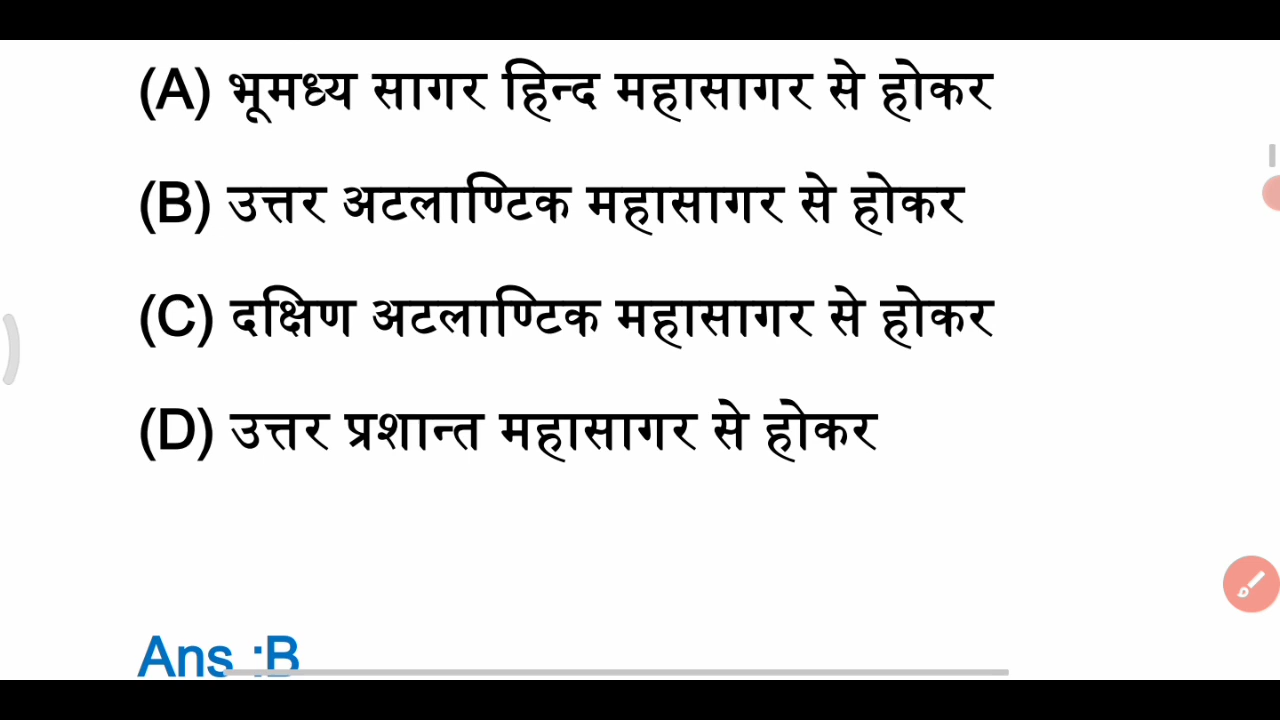 (A) भूमध्य सागर हिन्द महासागर से होकर
(B) उत्तर अटलाण्टिक महासागर से होकर
(C) दक्षिण अटलाण्टिक महासागर से होकर
(D) उत्तर प्रशान्त महासागर से होकर
Ans :B